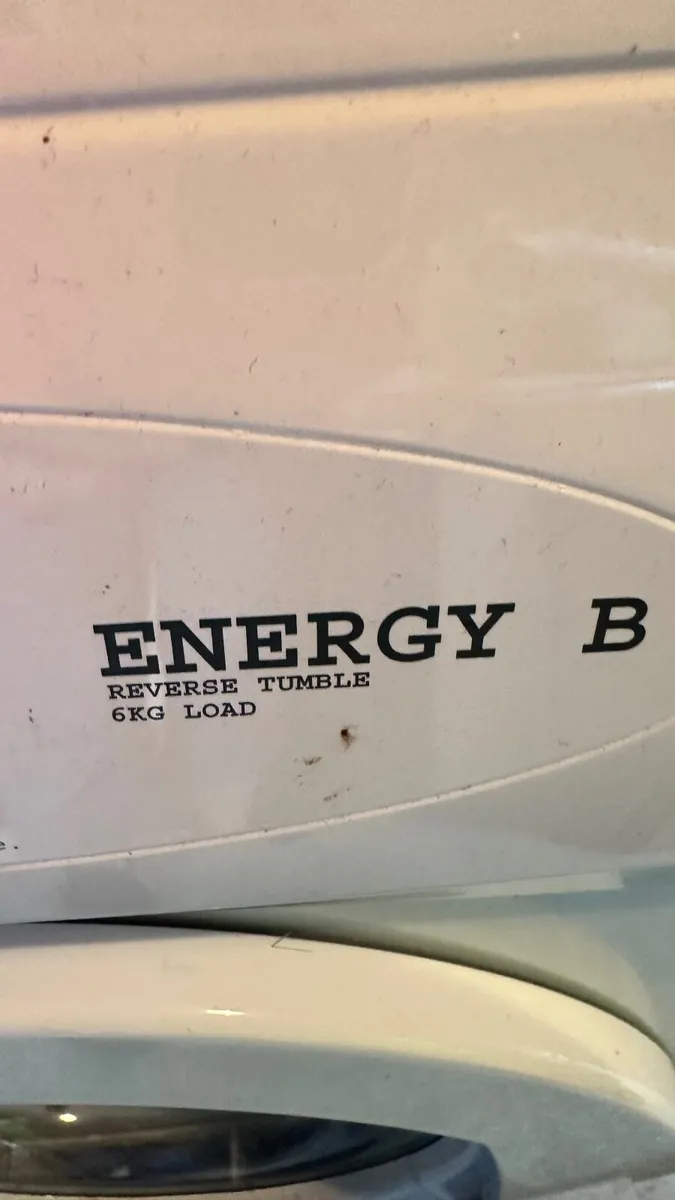 ENERGY B
REVERSE TUMBLE
6KG LOAD
e.